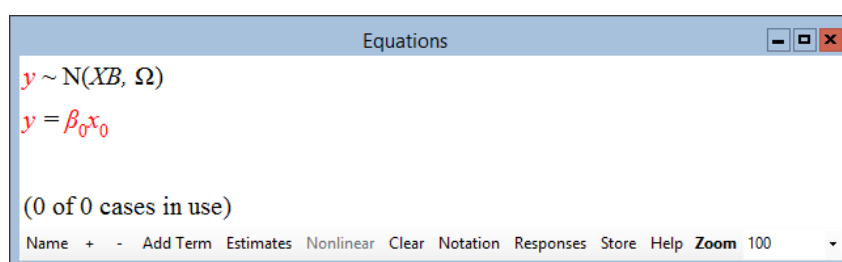 Equations
y ~ N(XB, Ω)
y = β₀x₀
(0 of 0 cases in use)
Name + - Add Term Estimates Nonlinear Clear Notation Responses Store Help Zoom 100